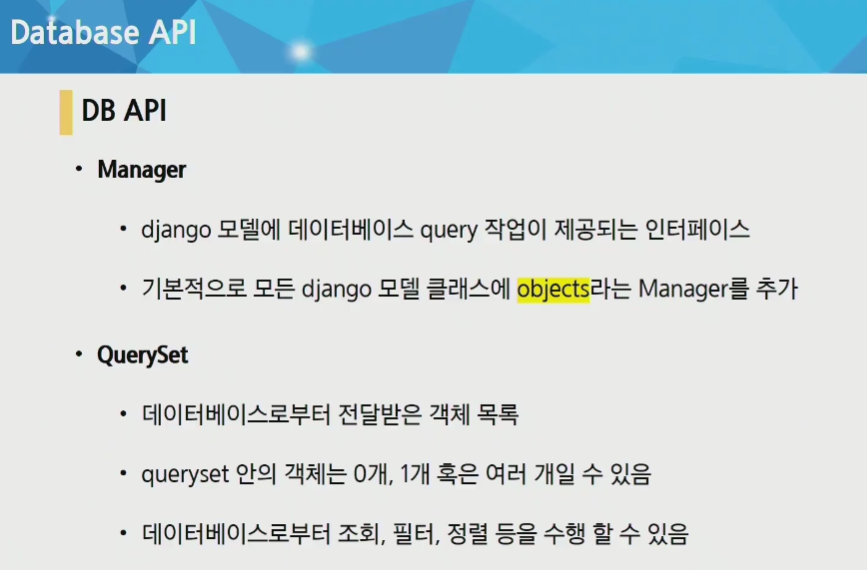 Database API
DB API
• Manager
• django 모델에 데이터베이스 query 작업이 제공되는 인터페이스
• 기본적으로 모든 django 모델 클래스에 objects라는 Manager를 추가
• QuerySet
• 데이터베이스로부터 전달받은 객체 목록
• queryset 안의 객체는 0개, 1개 혹은 여러 개일 수 있음
• 데이터베이스로부터 조회, 필터, 정렬 등을 수행 할 수 있음